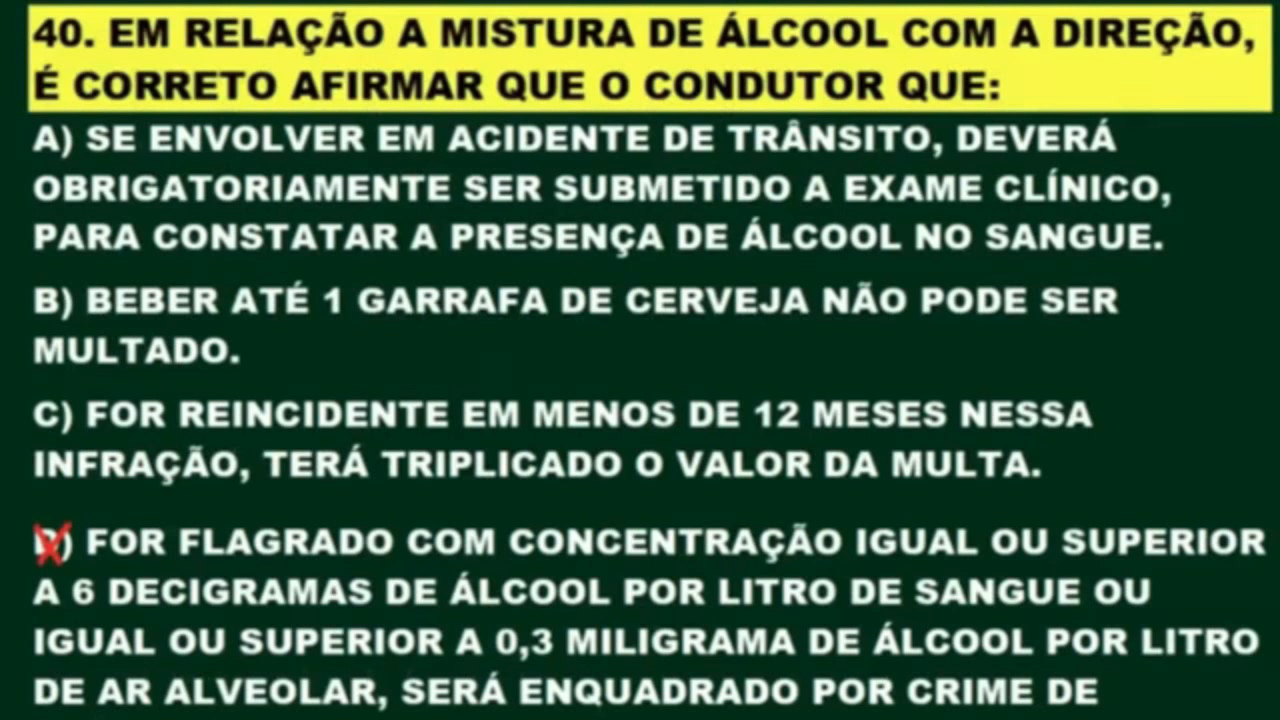 40. EM RELAÇÃO A MISTURA DE ÁLCOOL COM A DIREÇÃO,
É CORRETO AFIRMAR QUE O CONDUTOR QUE:
A) SE ENVOLVER EM ACIDENTE DE TRÂNSITO, DEVERÁ
OBRIGATORIAMENTE SER SUBMETIDO A EXAME CLÍNICO,
PARA CONSTATAR A PRESENÇA DE ÁLCOOL NO SANGUE.
B) BEBER ATÉ 1 GARRAFA DE CERVEJA NÃO PODE SER
MULTADO.
C) FOR REINCIDENTE EM MENOS DE 12 MESES NESSA
INFRAÇÃO, TERÁ TRIPLICADO O VALOR DA MULTA.
D) FOR FLAGRADO COM CONCENTRAÇÃO IGUAL OU SUPERIOR
A 6 DECIGRAMAS DE ÁLCOOL POR LITRO DE SANGUE OU
IGUAL OU SUPERIOR A 0,3 MILIGRAMA DE ÁLCOOL POR LITRO
DE AR ALVEOLAR, SERÁ ENQUADRADO POR CRIME DE